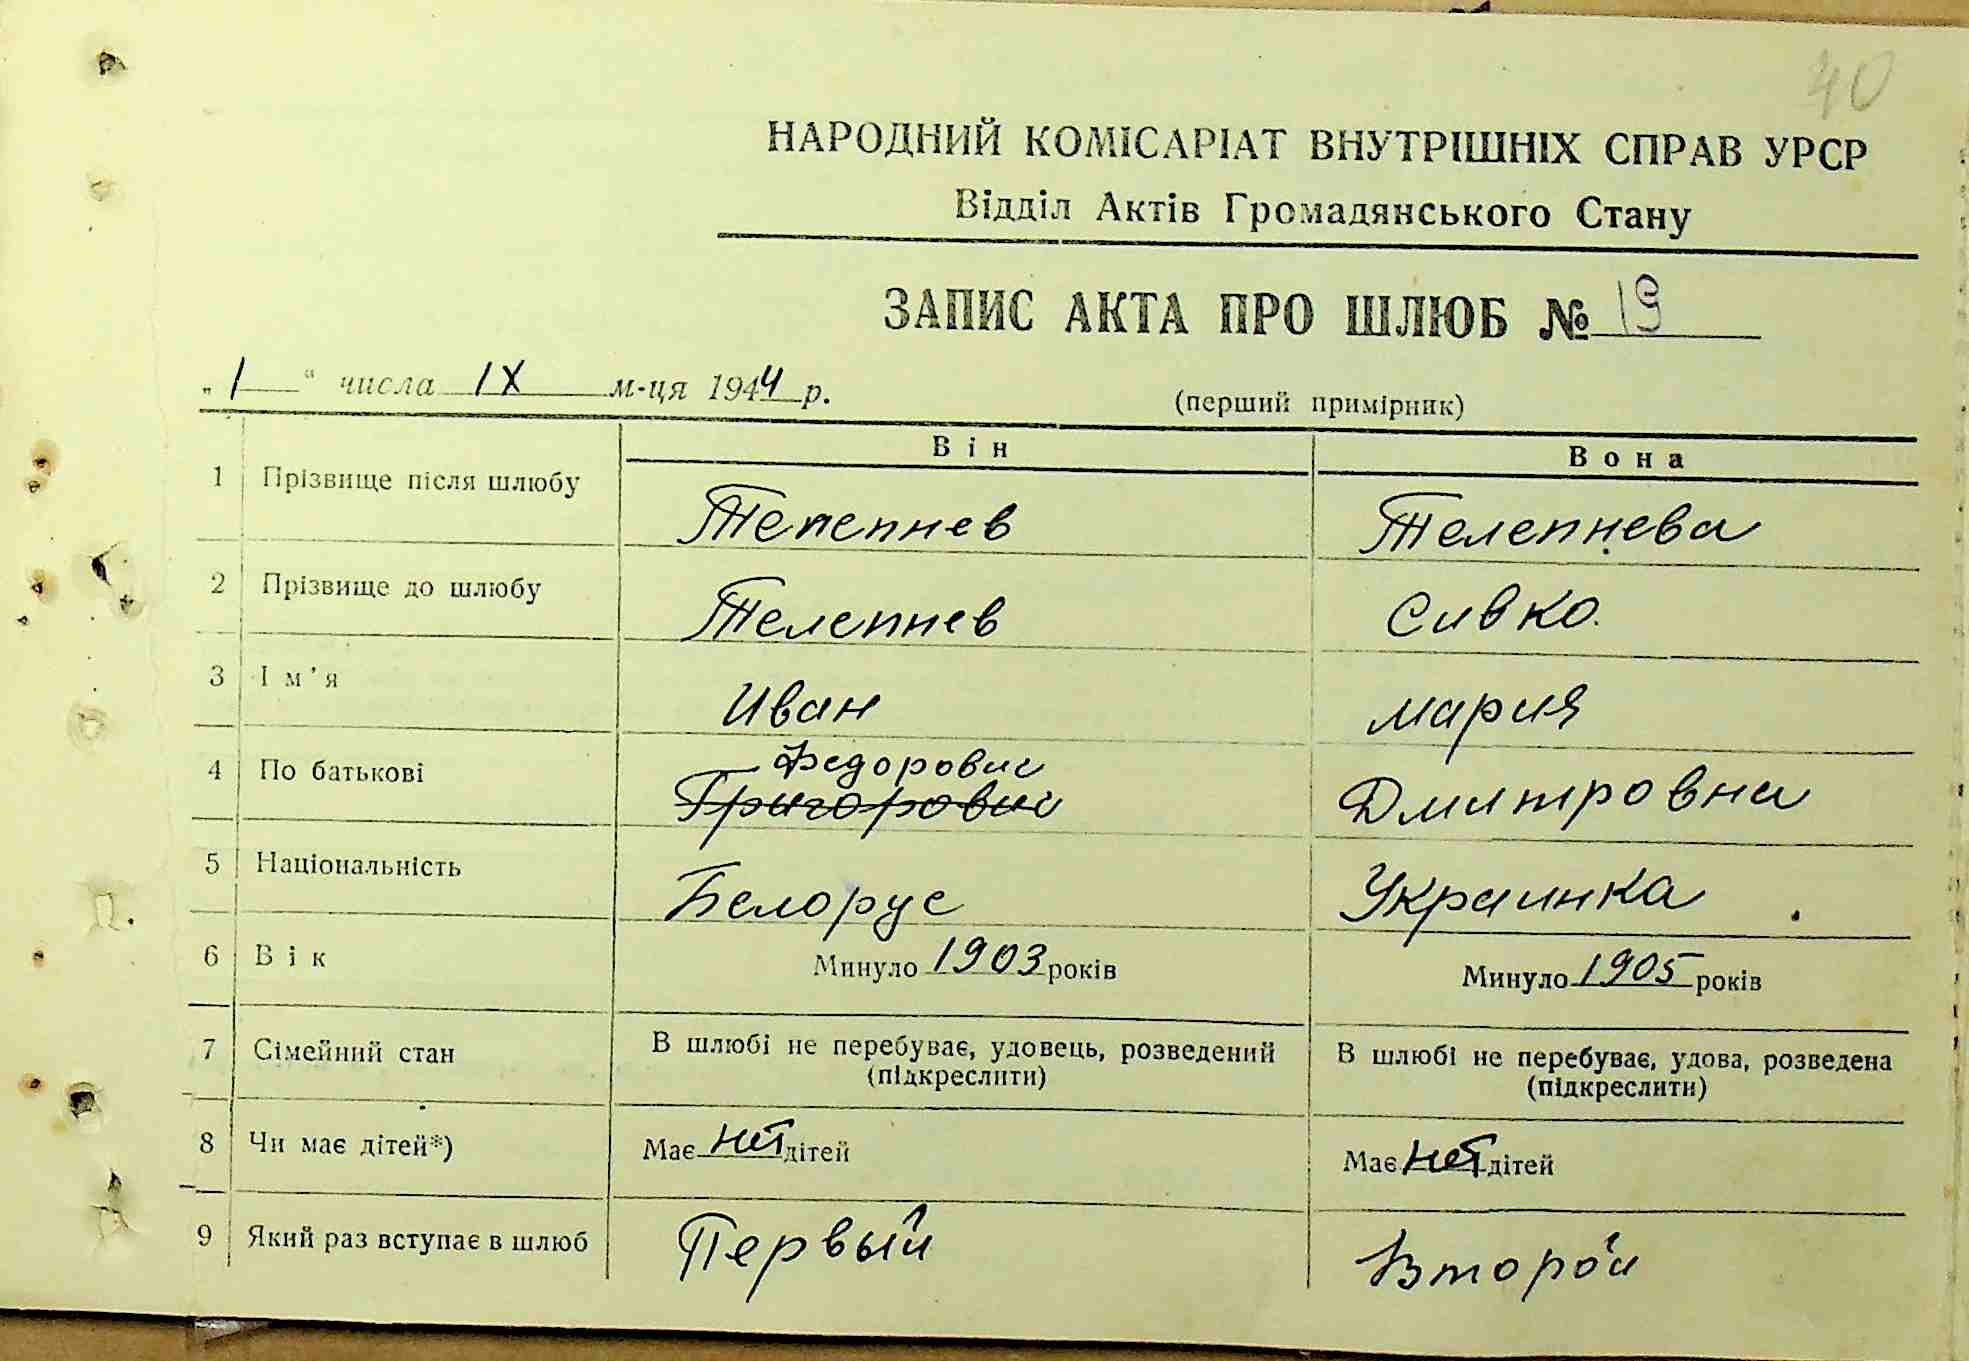 40
НАРОДНИЙ КОМІСАРІАТ ВНУТРІШНІХ СПРАВ УРСР
Відділ Актів Громадянського Стану
ЗАПИС АКТА ПРО ШЛЮБ № 19
„1“ числа IX м-ця 1944 р.
(перший примірник)
Він Вона
1 Прізвище після шлюбу Телепнев Телепнева
2 Прізвище до шлюбу Телепнев Сивко.
3 Ім'я Иван Мария
Федорович
4 По батькові Григорович Дмитровна
5 Національність Белорус Украинка
6 Вік Минуло 1903 років Минуло 1905 років
7 Сімейний стан В шлюбі не перебуває, удовець, розведений В шлюбі не перебуває, удова, розведена
(підкреслити) (підкреслити)
8 Чи має дітей*) Має нет дітей Має нет дітей
9 Який раз вступає в шлюб Первый Второй